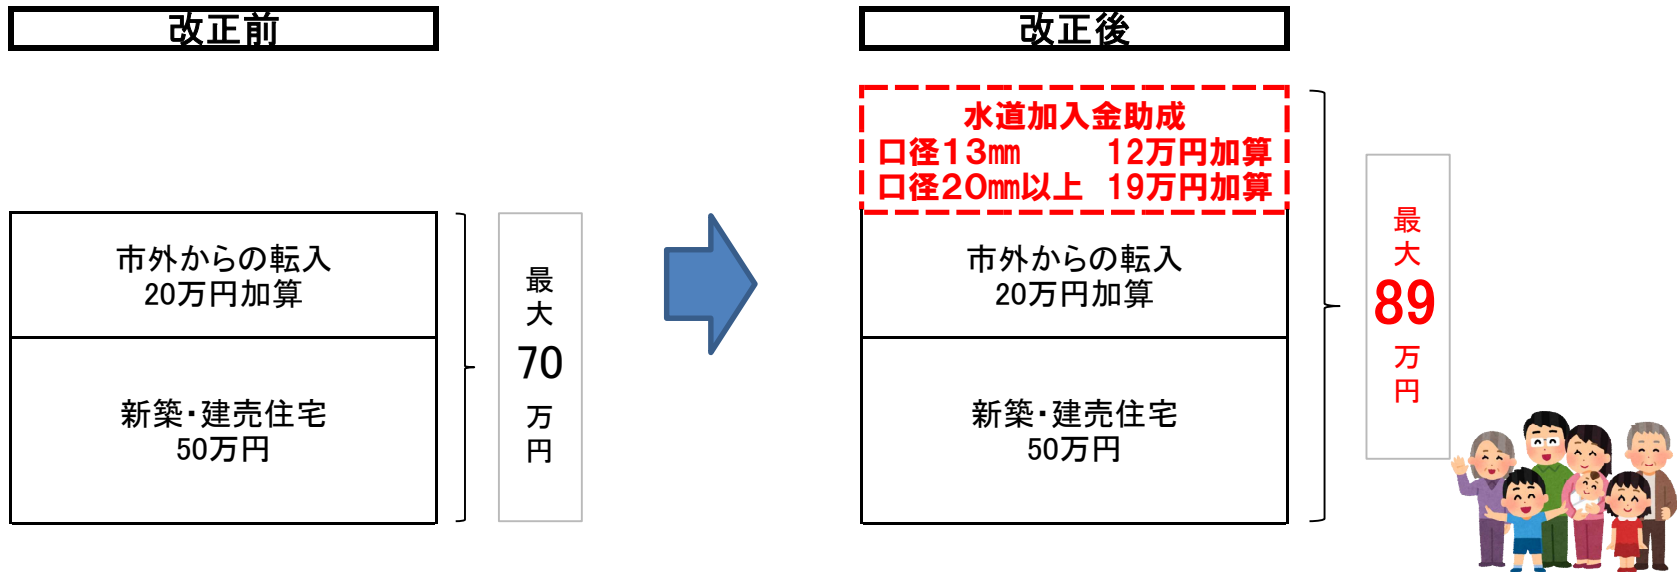 改正前
市外からの転入
20万円加算
新築・建売住宅
50万円
最大70万円
改正後
水道加入金助成
口径13㎜ 12万円加算
口径20㎜以上 19万円加算
市外からの転入
20万円加算
新築・建売住宅
50万円
最大89万円